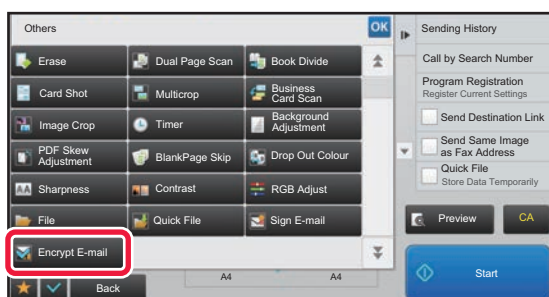 Others
OK
Erase
Dual Page Scan
Book Divide
Card Shot
Multicrop
Business
Card Scan
Image Crop
Timer
Background
Adjustment
PDF Skew
Adjustment
BlankPage Skip
Drop Out Colour
AA Sharpness
Contrast
RGB Adjust
File
Quick File
Sign E-mail
Encrypt E-mail
Back
A4
A4
Sending History
Call by Search Number
Program Registration
Register Current Settings
Send Destination Link
Send Same Image
as Fax Address
Quick File
Store Data Temporarily
Preview
CA
Start